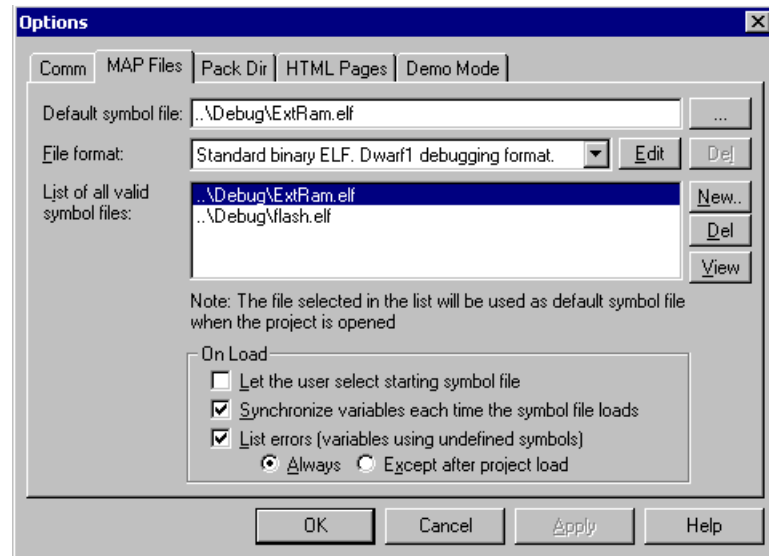 Options
Comm MAP Files Pack Dir HTML Pages Demo Mode
Default symbol file: ..\Debug\ExtRam.elf ...
File format: Standard binary ELF. Dwarf1 debugging format. Edit Del
List of all valid ..\Debug\ExtRam.elf New..
symbol files: ..\Debug\flash.elf Del
View
Note: The file selected in the list will be used as default symbol file
when the project is opened
On Load
Let the user select starting symbol file
Synchronize variables each time the symbol file loads
List errors (variables using undefined symbols)
Always Except after project load
OK Cancel Apply Help